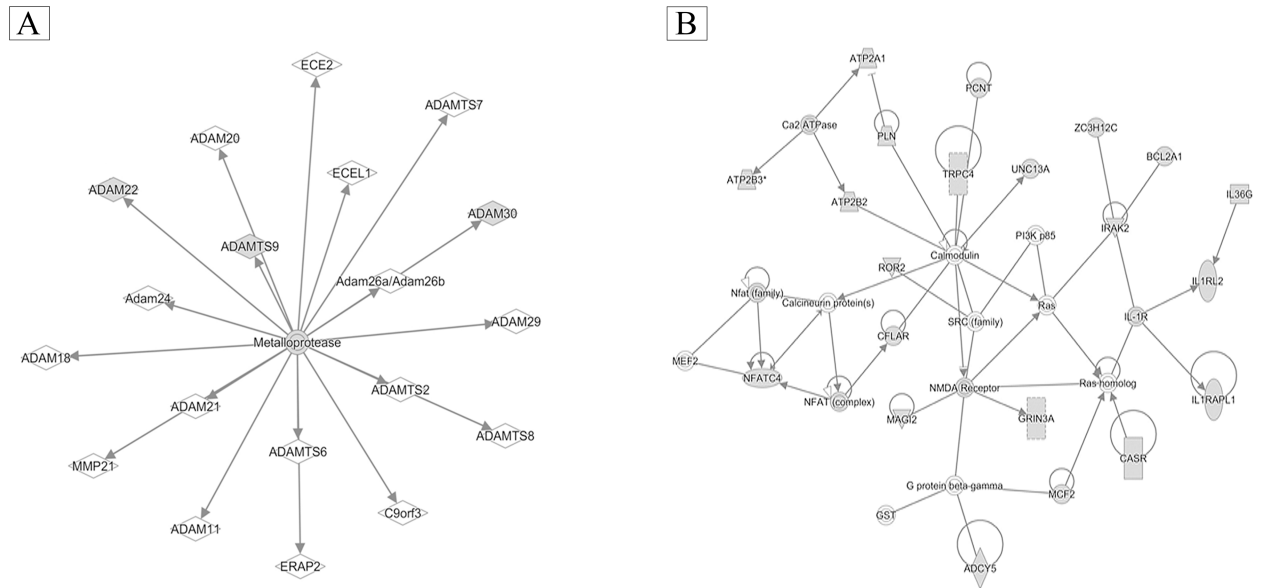 A
B
ECE2
ADAMTS7
ADAM20
ECEL1
ADAM22
ADAM30
ADAMTS9
Adam26a/Adam26b
Adam24
ADAM29
Metalloprotease
ADAM18
ADAMTS2
ADAM21
ADAMTS8
ADAMTS6
MMP21
C9orf3
ADAM11
ERAP2
ATP2A1
PCNT
Ca2 ATPase
PLN
ZC3H12C
BCL2A1
TRPC4
UNC13A
ATP2B3*
ATP2B2
IL36G
IRAK2
PI3K p85
Calmodulin
ROR2
IL1RL2
Nfat (family)
Calcineurin protein(s)
Ras
IL-1R
SRC (family)
CFLAR
MEF2
NFATC4
NMDA Receptor
Ras homolog
NFAT (complex)
IL1RAPL1
MAGI2
GRIN3A
CASR
G protein beta gamma
MCF2
GST
ADCY5